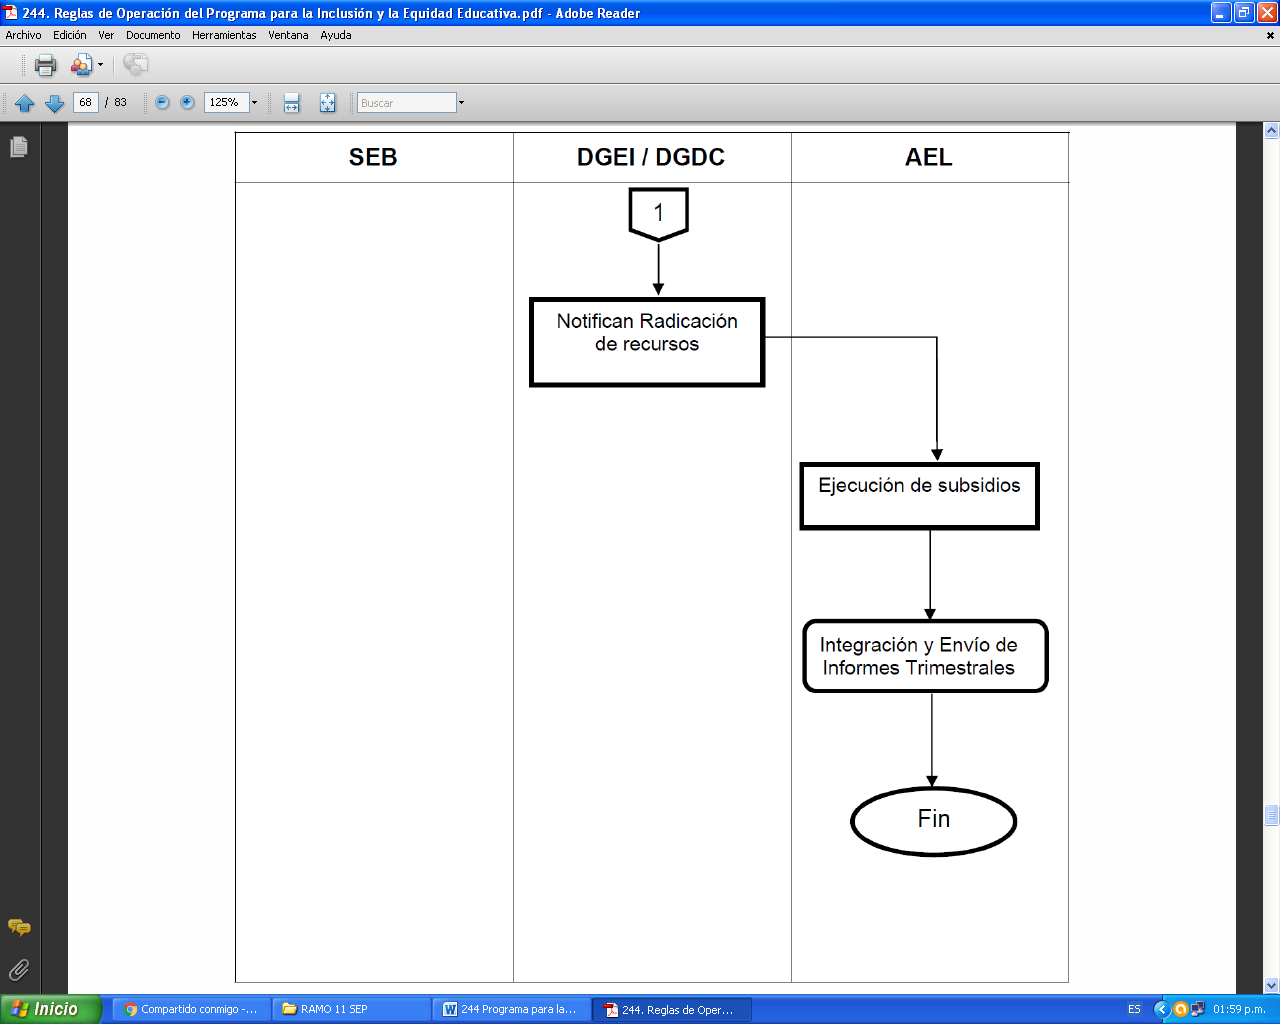 244. Reglas de Operación del Programa para la Inclusión y la Equidad Educativa.pdf - Adobe Reader
Archivo Edición Ver Documento Herramientas Ventana Ayuda
68 / 83 125% Buscar
SEB DGEI / DGDC AEL
1
Notifican Radicación
de recursos
Ejecución de subsidios
Integración y Envío de
Informes Trimestrales
Fin
Inicio Compartido conmigo -... RAMO 11 SEP 244 Programa para la... 244. Reglas de Oper... ES 01:59 p.m.